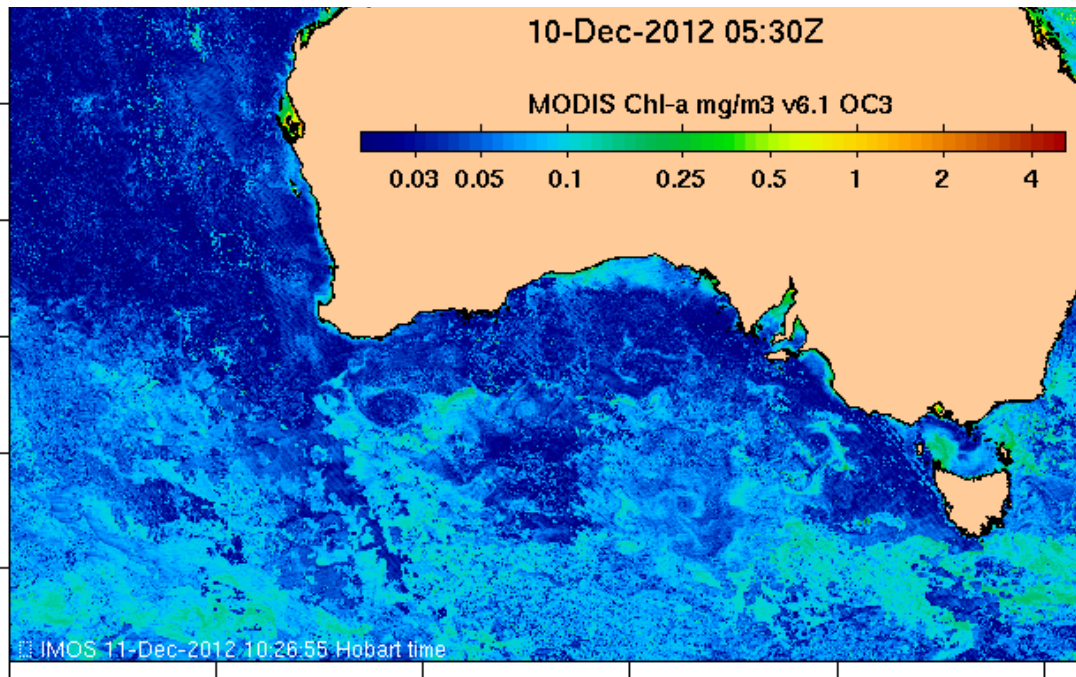 10-Dec-2012 05:30Z
MODIS Chl-a mg/m3 v6.1 OC3
0.03 0.05 0.1 0.25 0.5 1 2 4
IMOS 11-Dec-2012 10:26:55 Hobart time